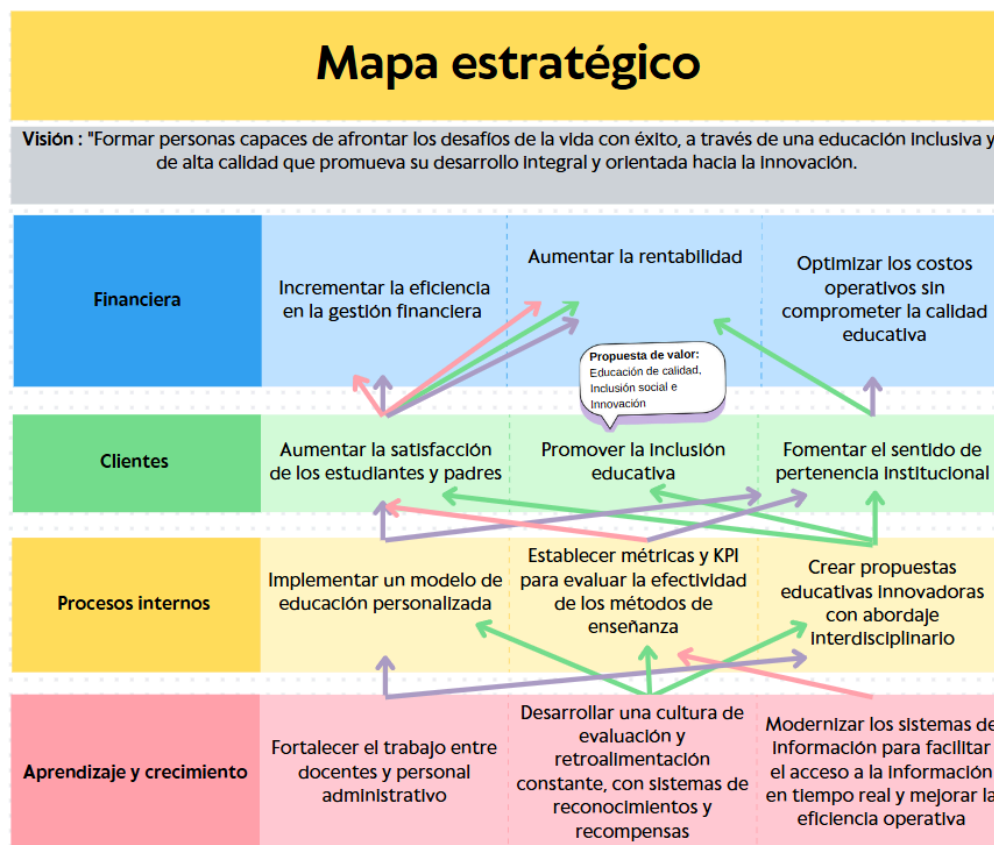 Mapa estratégico
Visión : "Formar personas capaces de afrontar los desafíos de la vida con éxito, a través de una educación inclusiva y
de alta calidad que promueva su desarrollo integral y orientada hacia la innovación.
Financiera
Incrementar la eficiencia
en la gestión financiera
Aumentar la rentabilidad
Optimizar los costos
operativos sin
comprometer la calidad
educativa
Propuesta de valor:
Educación de calidad,
Inclusión social e
Innovación
Clientes
Aumentar la satisfacción
de los estudiantes y padres
Promover la inclusión
educativa
Fomentar el sentido de
pertenencia institucional
Procesos internos
Implementar un modelo de
educación personalizada
Establecer métricas y KPI
para evaluar la efectividad
de los métodos de
enseñanza
Crear propuestas
educativas innovadoras
con abordaje
interdisciplinario
Aprendizaje y crecimiento
Fortalecer el trabajo entre
docentes y personal
administrativo
Desarrollar una cultura de
evaluación y
retroalimentación
constante, con sistemas de
reconocimientos y
recompensas
Modernizar los sistemas de
información para facilitar
el acceso a la información
en tiempo real y mejorar la
eficiencia operativa